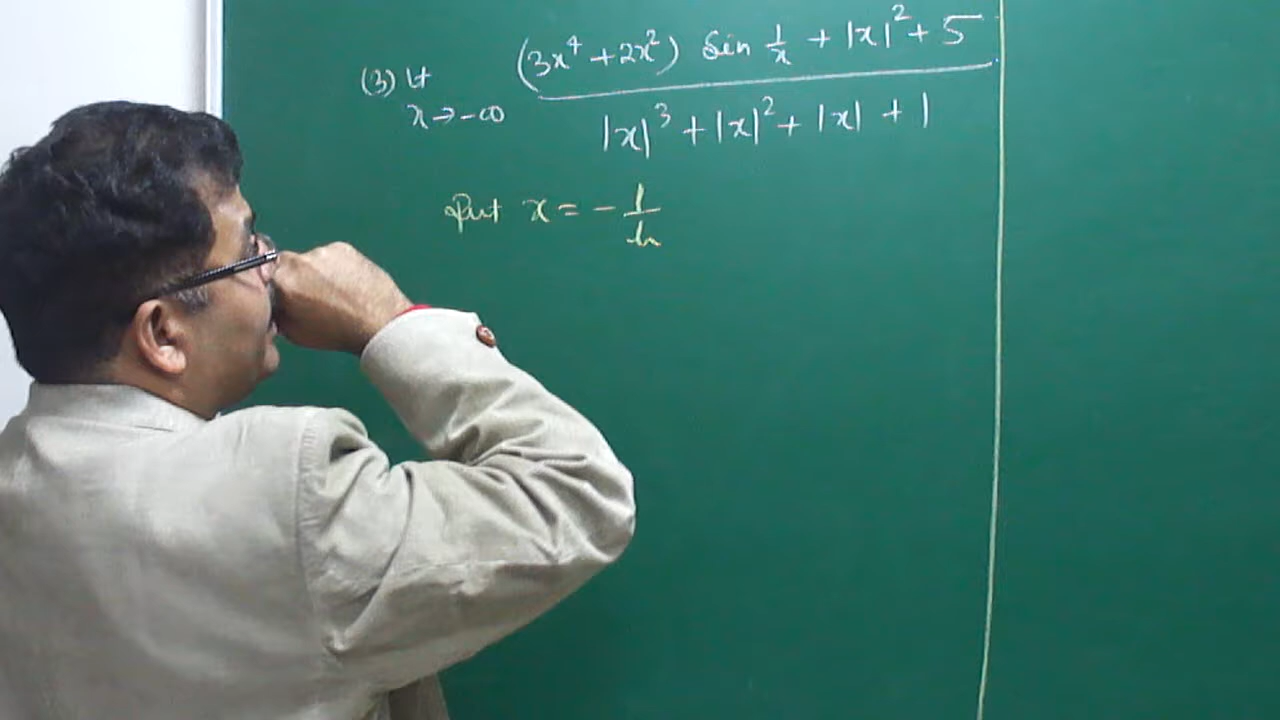 (3) Lt x→-∞ (3x⁴ + 2x²) Sin 1/x + |x|² + 5 / |x|³ + |x|² + |x| + 1
Put x = - 1/h